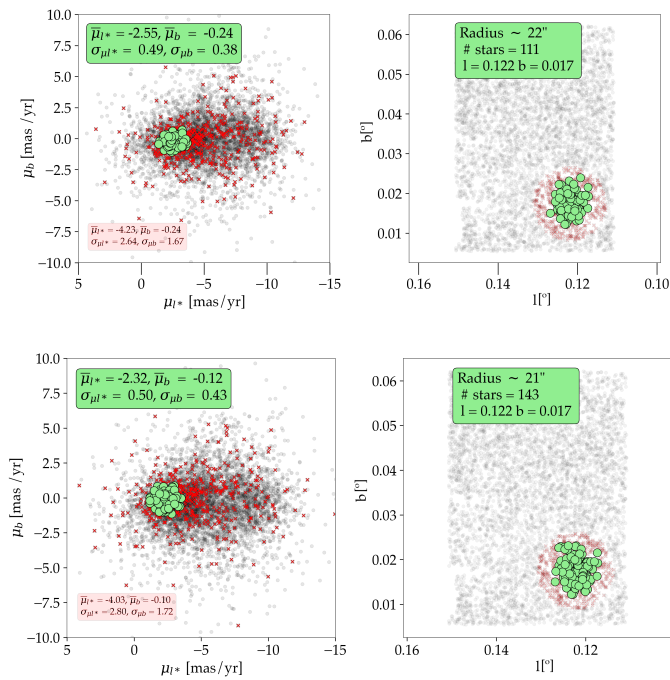 μ̅l* = -2.55, μ̅b = -0.24
σμl* = 0.49, σμb = 0.38
10.0
7.5
5.0
2.5
0.0
−2.5
−5.0
−7.5
−10.0
μb [mas /yr]
μ̅l* = -4.23, μ̅b = -0.24
σμl* = 2.64, σμb = 1.67
5 0 −5 −10 −15
μl* [mas/yr]
Radius ~ 22"
# stars = 111
l = 0.122 b = 0.017
0.06
0.05
0.04
0.03
0.02
0.01
b[º]
0.16 0.14 0.12 0.10
l[º]
μ̅l* = -2.32, μ̅b = -0.12
σμl* = 0.50, σμb = 0.43
10.0
7.5
5.0
2.5
0.0
−2.5
−5.0
−7.5
−10.0
μb [mas /yr]
μ̅l* = -4.03, μ̅b = -0.10
σμl* = 2.80, σμb = 1.72
5 0 −5 −10 −15
μl* [mas/yr]
Radius ~ 21"
# stars = 143
l = 0.122 b = 0.017
0.06
0.05
0.04
0.03
0.02
0.01
b[º]
0.16 0.14 0.12
l[º]